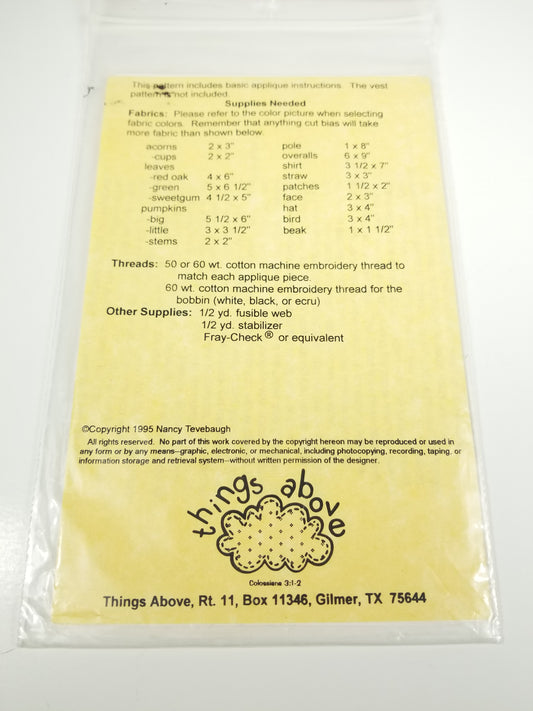 This pattern includes basic applique instructions. The vest
pattern is not included.
Supplies Needed
Fabrics: Please refer to the color picture when selecting
fabric colors. Remember that anything cut bias will take
more fabric than shown below.
acorns 2 x 3" pole 1 x 8"
-cups 2 x 2" overalls 6 x 9"
leaves shirt 3 1/2 x 7"
-red oak 4 x 6" straw 3 x 3"
-green 5 x 6 1/2" patches 1 1/2 x 2"
-sweetgum 4 1/2 x 5" face 2 x 3"
pumpkins hat 3 x 4"
-big 5 1/2 x 6" bird 3 x 4"
-little 3 x 3 1/2" beak 1 x 1 1/2"
-stems 2 x 2"
Threads: 50 or 60 wt. cotton machine embroidery thread to
match each applique piece
60 wt. cotton machine embroidery thread for the
bobbin (white, black, or ecru)
Other Supplies: 1/2 yd. fusible web
1/2 yd. stabilizer
Fray-Check® or equivalent
©Copyright 1995 Nancy Tevebaugh
All rights reserved. No part of this work covered by the copyright hereon may be reproduced or used in
any form or by any means--graphic, electronic, or mechanical, including photocopying, recording, taping, or
information storage and retrieval system--without written permission of the designer.
things above
Colossians 3:1-2
Things Above, Rt. 11, Box 11346, Gilmer, TX 75644